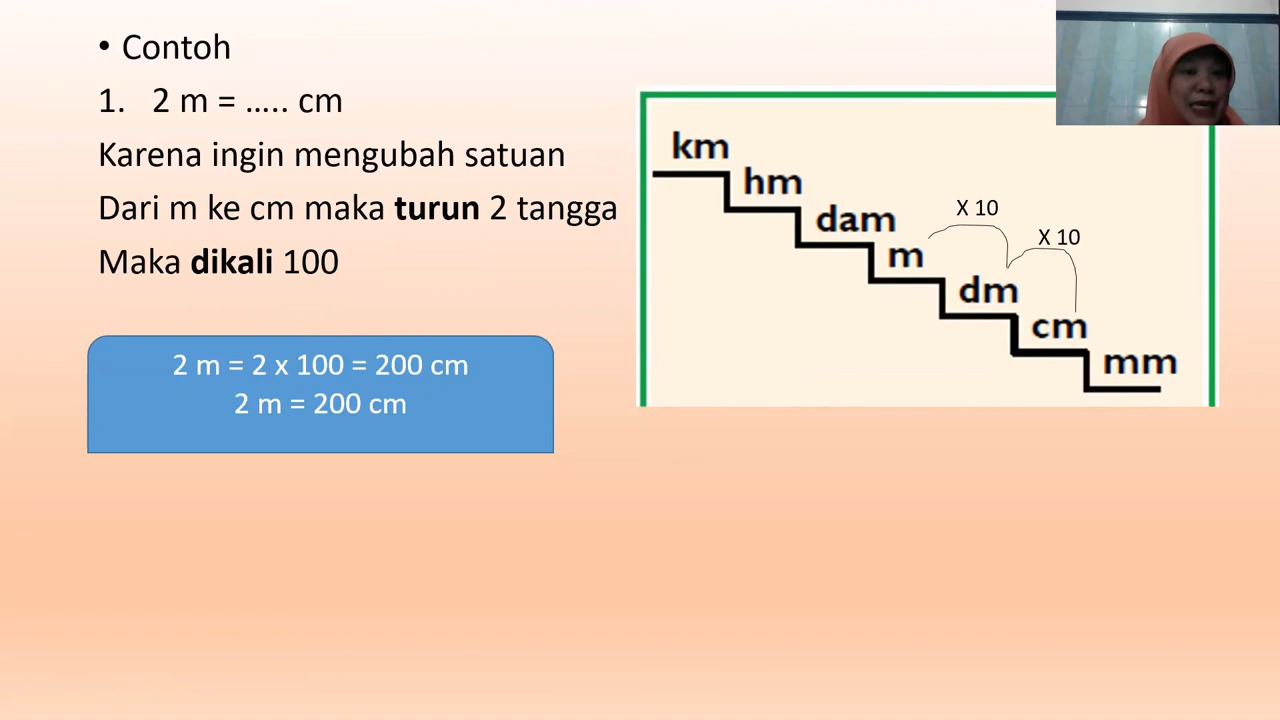 • Contoh
1. 2 m = ….. cm
Karena ingin mengubah satuan
Dari m ke cm maka turun 2 tangga
Maka dikali 100
2 m = 2 x 100 = 200 cm
2 m = 200 cm
km
hm
dam
m
dm
cm
mm
X 10
X 10